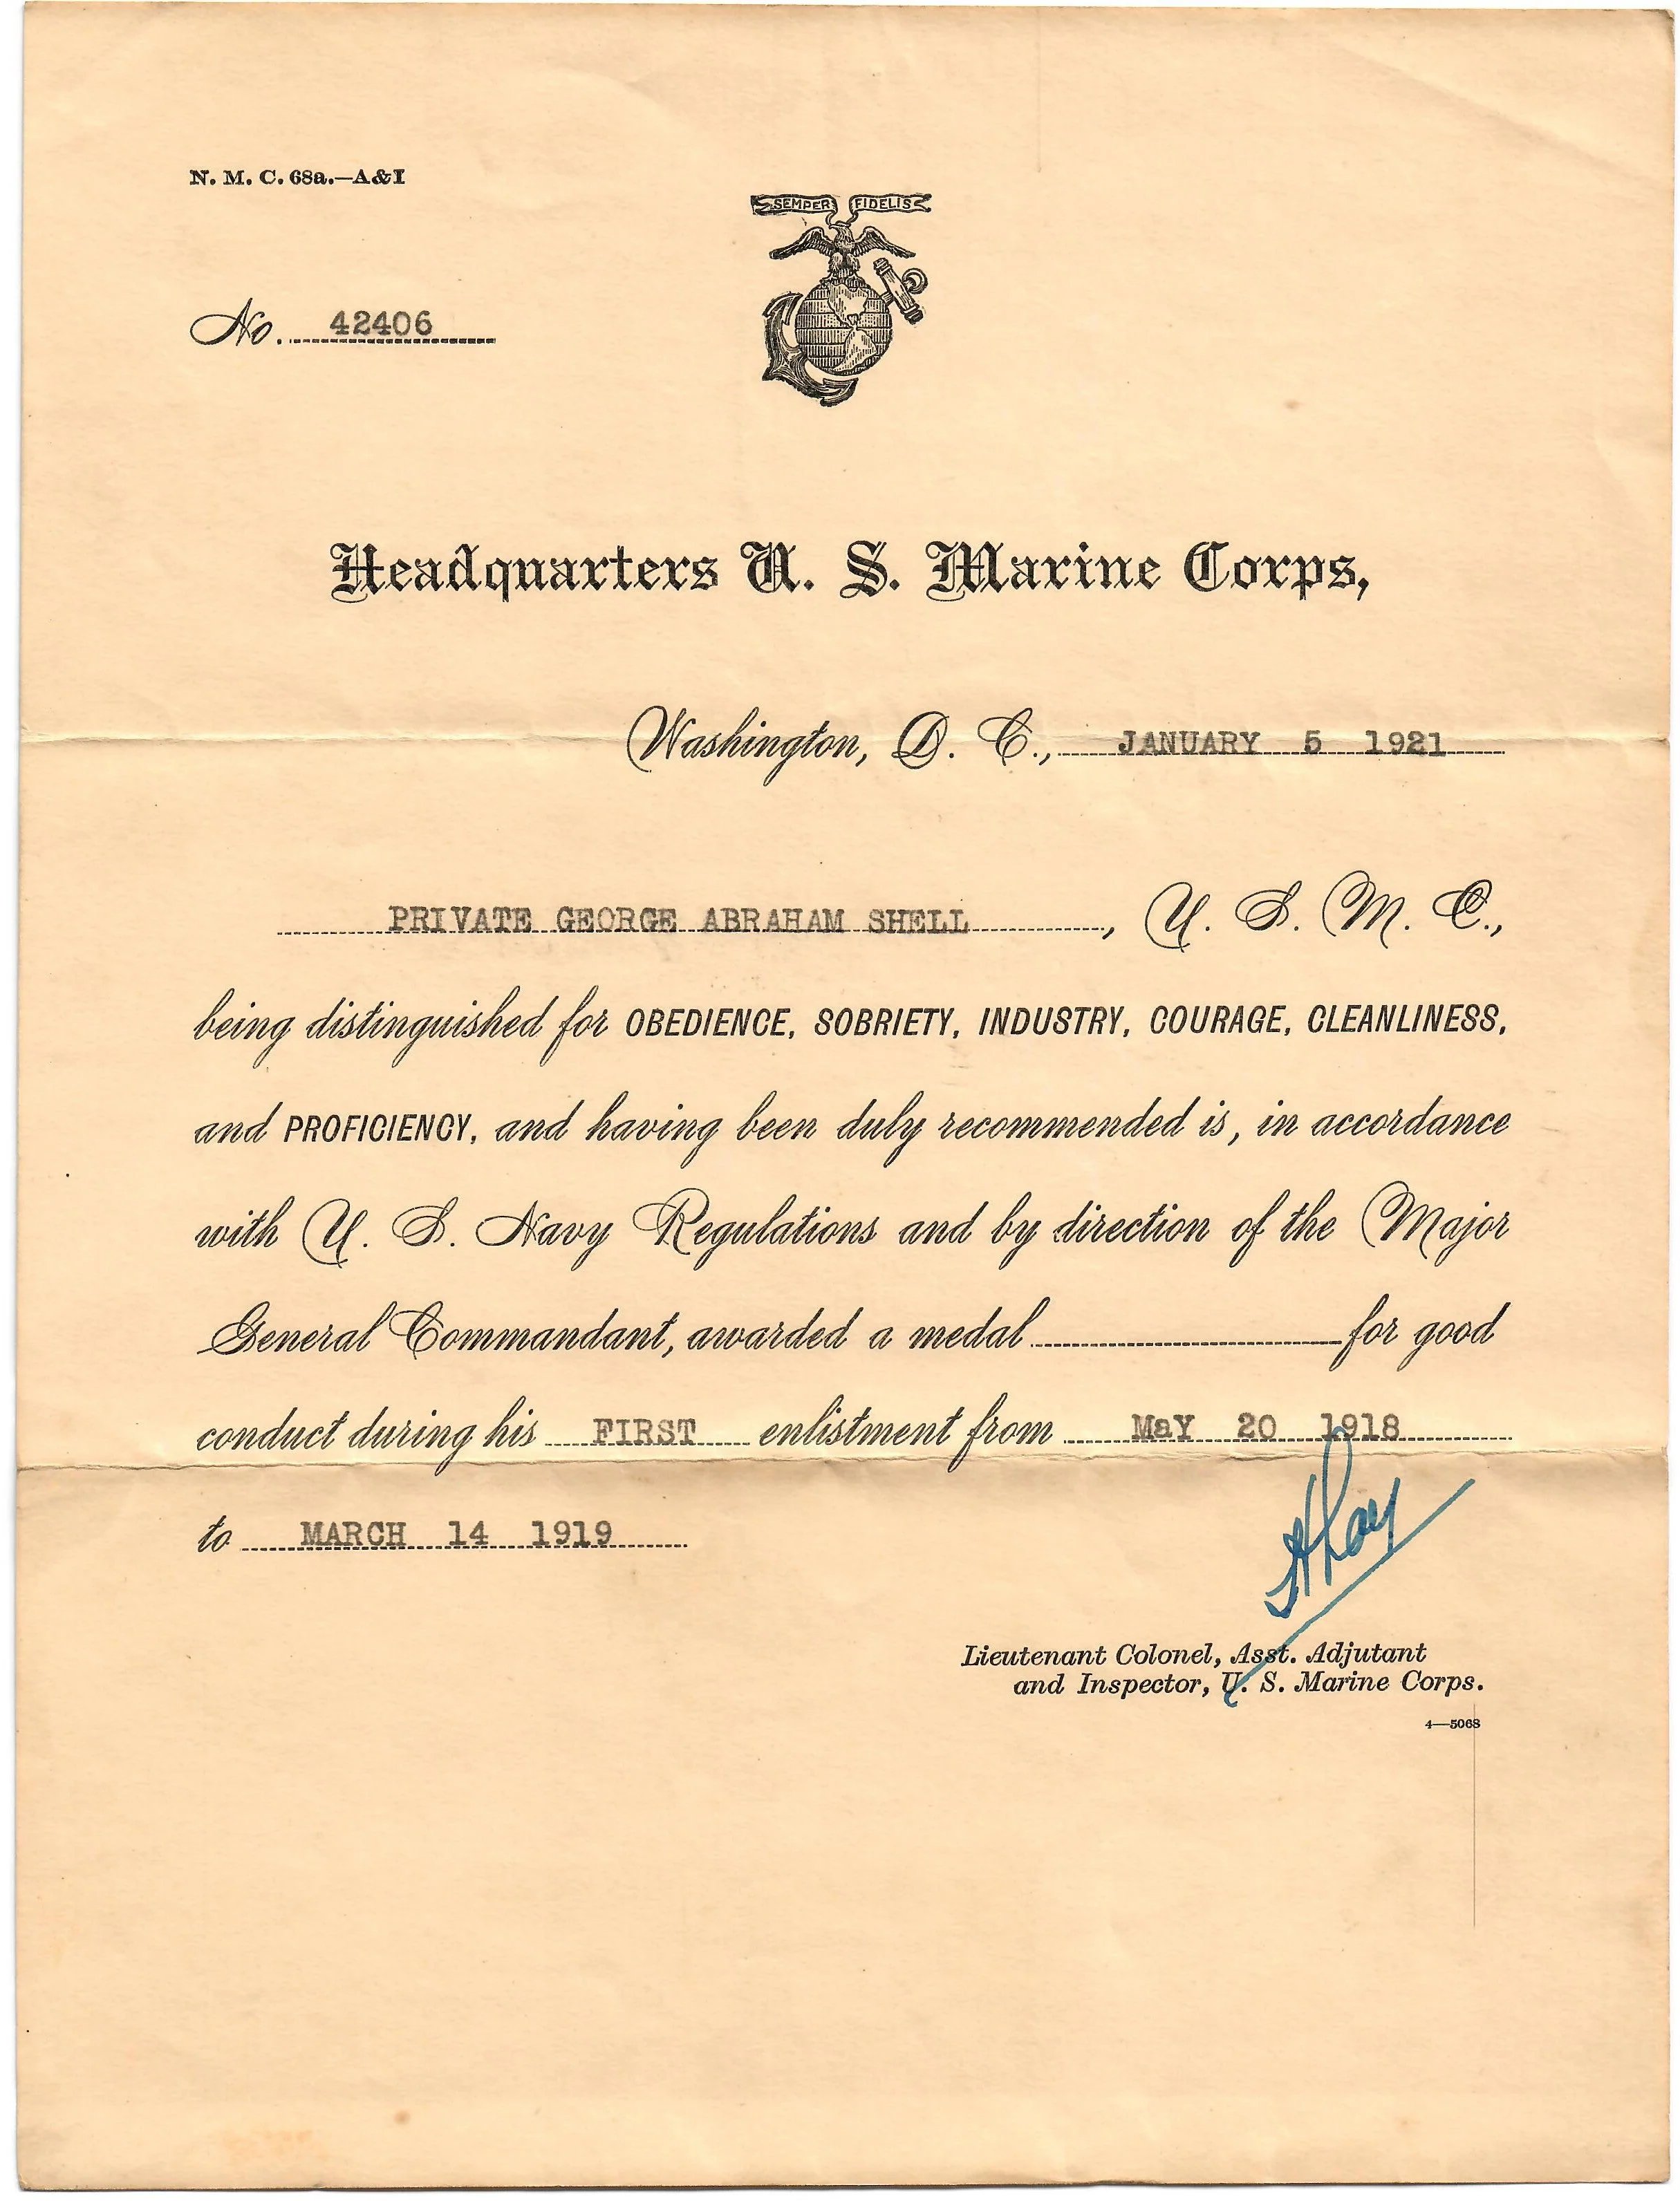 N. M. C. 68a.—A&I
SEMPER FIDELIS
No. 42406
Headquarters U. S. Marine Corps,
Washington, D. C., JANUARY 5 1921
PRIVATE GEORGE ABRAHAM SHELL, U. S. M. C.,
being distinguished for OBEDIENCE, SOBRIETY, INDUSTRY, COURAGE, CLEANLINESS,
and PROFICIENCY, and having been duly recommended is, in accordance
with U. S. Navy Regulations and by direction of the Major
General Commandant, awarded a medal for good
conduct during his FIRST enlistment from MaY 20 1918
to MARCH 14 1919
Lieutenant Colonel, Asst. Adjutant
and Inspector, U. S. Marine Corps.
4—5068